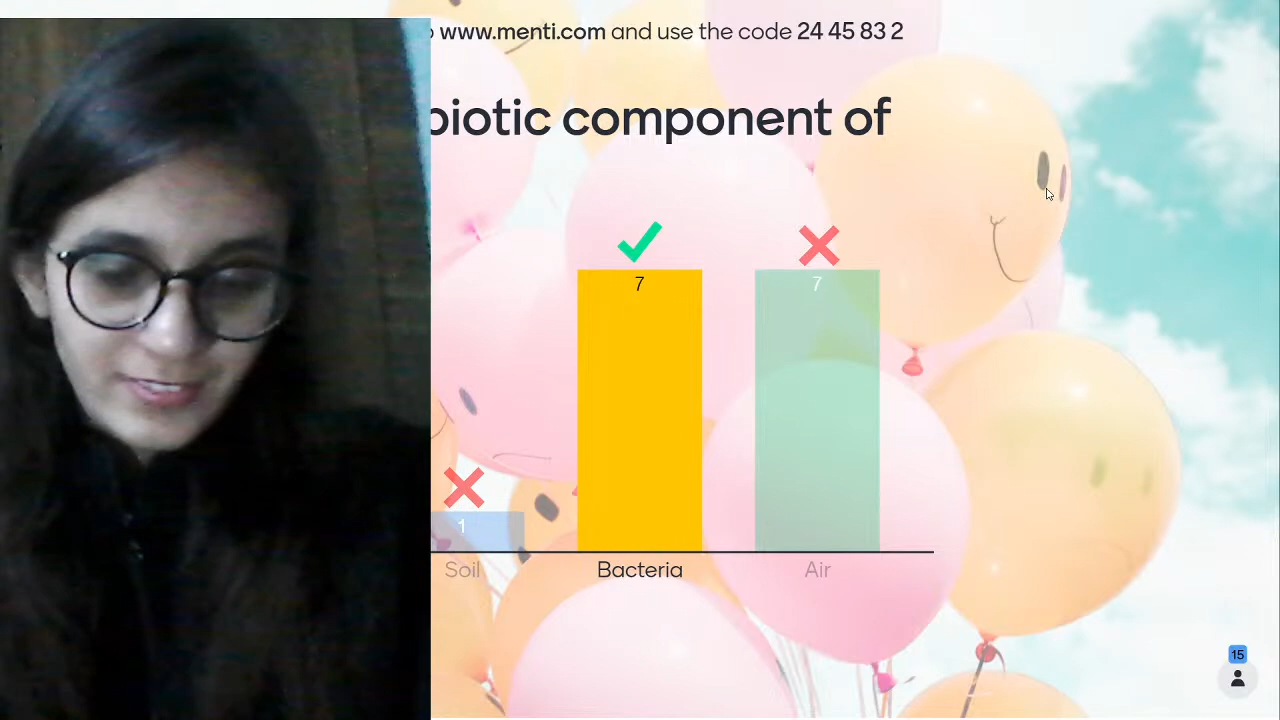 www.menti.com and use the code 24 45 83 2
biotic component of
7
7
1
Soil
Bacteria
Air
15